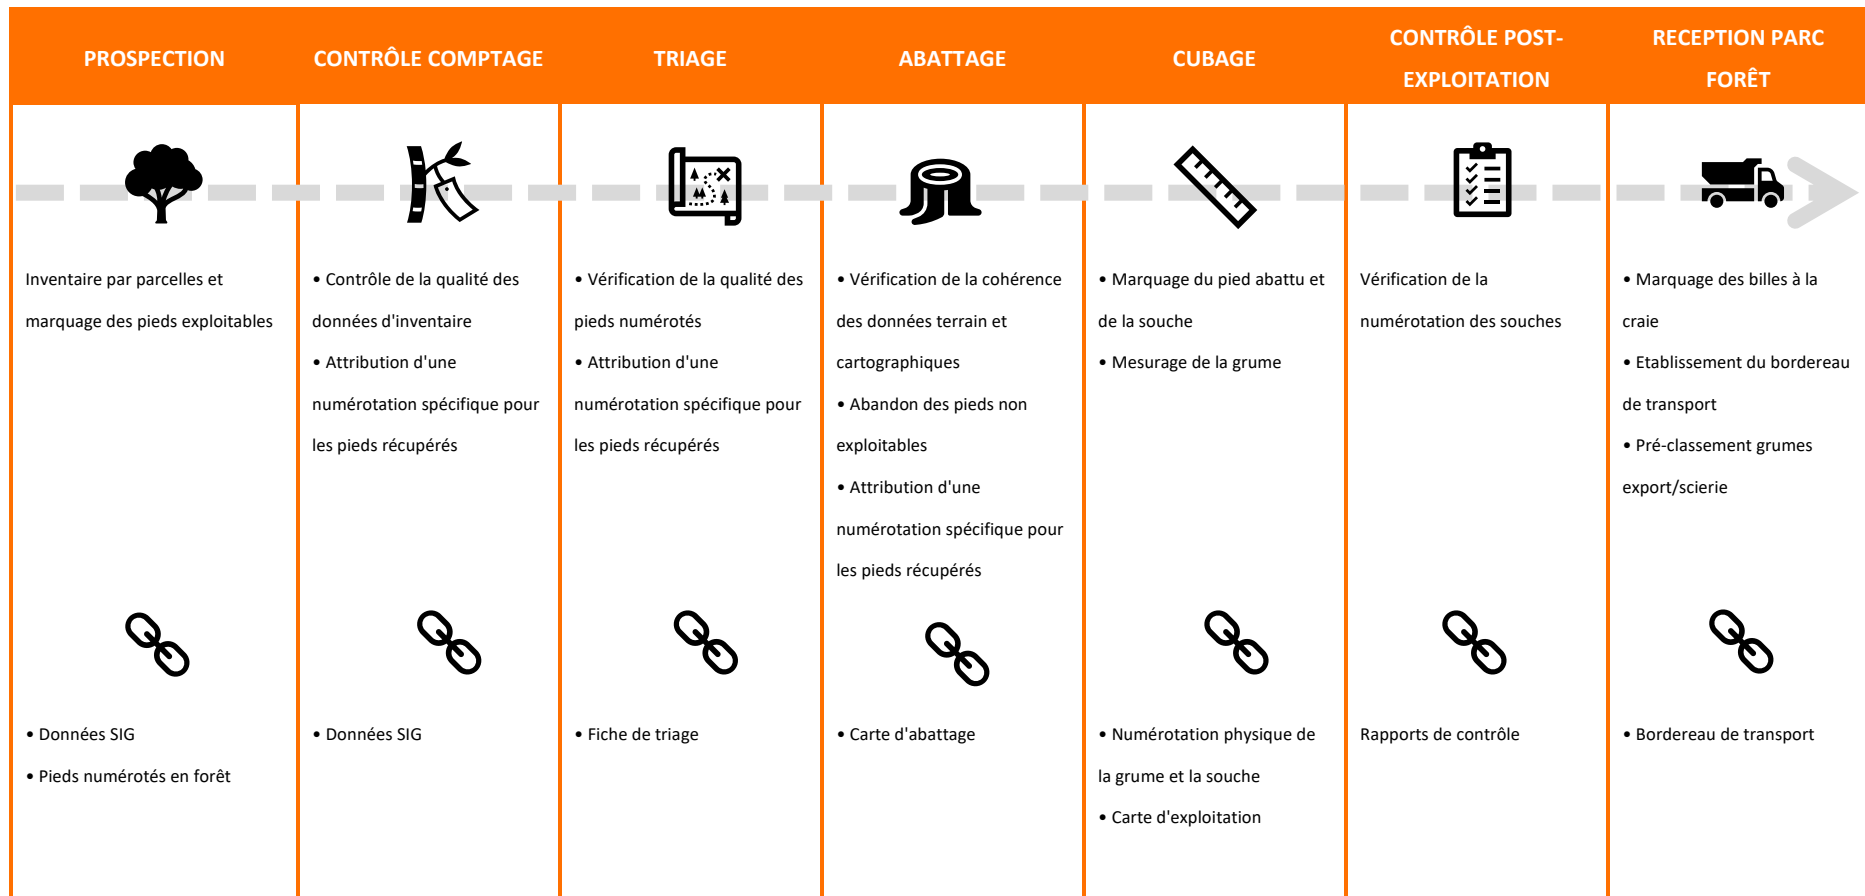 PROSPECTION
CONTRÔLE COMPTAGE
TRIAGE
ABATTAGE
CUBAGE
CONTRÔLE POST-
EXPLOITATION
RECEPTION PARC
FORÊT
Inventaire par parcelles et
marquage des pieds exploitables
• Contrôle de la qualité des
données d'inventaire
• Attribution d'une
numérotation spécifique pour
les pieds récupérés
• Vérification de la qualité des
pieds numérotés
• Attribution d'une
numérotation spécifique pour
les pieds récupérés
• Vérification de la cohérence
des données terrain et
cartographiques
• Abandon des pieds non
exploitables
• Attribution d'une
numérotation spécifique pour
les pieds récupérés
• Marquage du pied abattu et
de la souche
• Mesurage de la grume
Vérification de la
numérotation des souches
• Marquage des billes à la
craie
• Etablissement du bordereau
de transport
• Pré-classement grumes
export/scierie
• Données SIG
• Pieds numérotés en forêt
• Données SIG
• Fiche de triage
• Carte d'abattage
• Numérotation physique de
la grume et la souche
• Carte d'exploitation
Rapports de contrôle
• Bordereau de transport